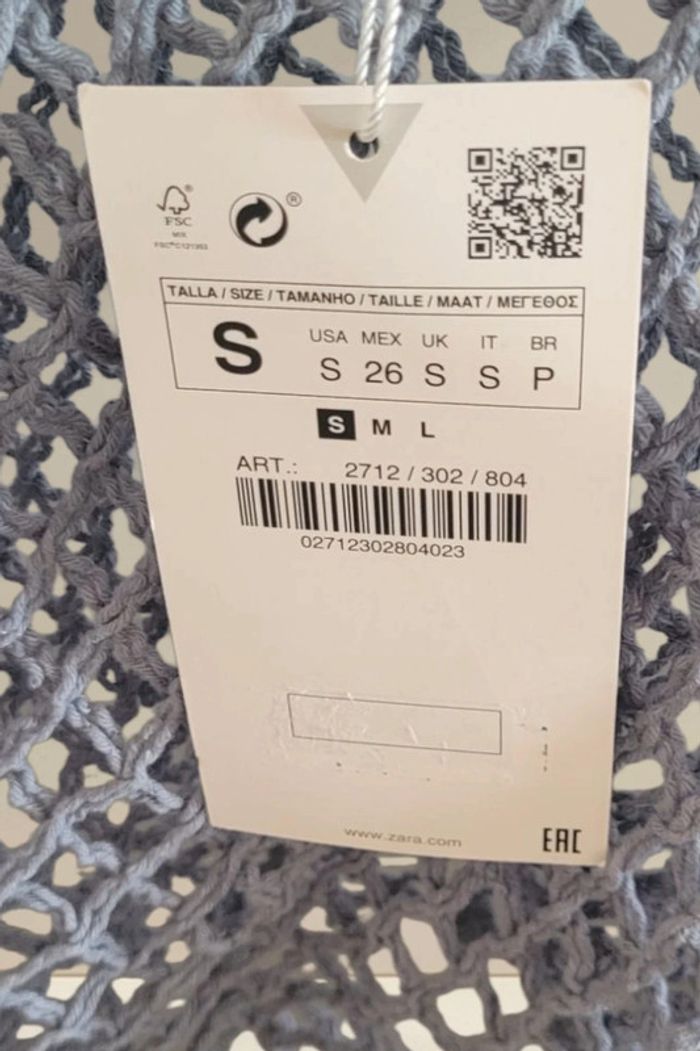 FSC
MIX
TALLA / SIZE / TAMANHO / TAILLE / MAAT / ΜΕΓΕΘΟΣ
USA MEX UK IT BR
S S 26 S S P
S M L
ART.: 2712 / 302 / 804
02712302804023
www.zara.com
EAC